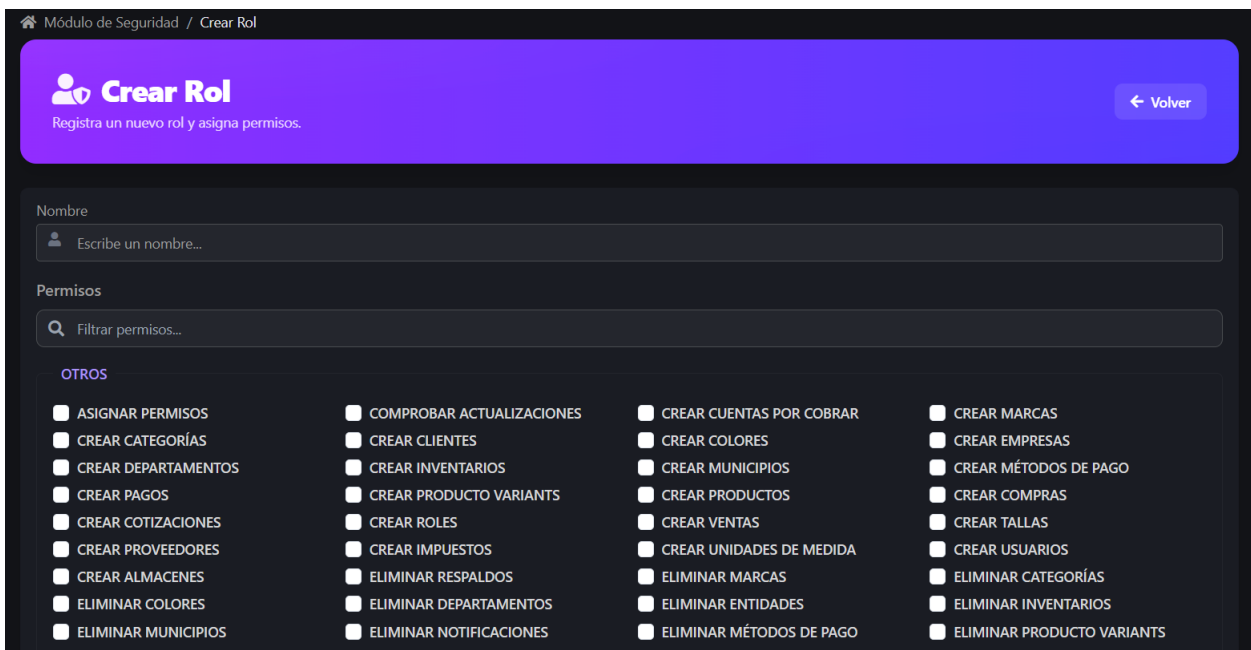 Módulo de Seguridad / Crear Rol
Crear Rol
Registra un nuevo rol y asigna permisos.
Volver
Nombre
Escribe un nombre...
Permisos
Filtrar permisos...
OTROS
ASIGNAR PERMISOS COMPROBAR ACTUALIZACIONES CREAR CUENTAS POR COBRAR CREAR MARCAS
CREAR CATEGORÍAS CREAR CLIENTES CREAR COLORES CREAR EMPRESAS
CREAR DEPARTAMENTOS CREAR INVENTARIOS CREAR MUNICIPIOS CREAR MÉTODOS DE PAGO
CREAR PAGOS CREAR PRODUCTO VARIANTS CREAR PRODUCTOS CREAR COMPRAS
CREAR COTIZACIONES CREAR ROLES CREAR VENTAS CREAR TALLAS
CREAR PROVEEDORES CREAR IMPUESTOS CREAR UNIDADES DE MEDIDA CREAR USUARIOS
CREAR ALMACENES ELIMINAR RESPALDOS ELIMINAR MARCAS ELIMINAR CATEGORÍAS
ELIMINAR COLORES ELIMINAR DEPARTAMENTOS ELIMINAR ENTIDADES ELIMINAR INVENTARIOS
ELIMINAR MUNICIPIOS ELIMINAR NOTIFICACIONES ELIMINAR MÉTODOS DE PAGO ELIMINAR PRODUCTO VARIANTS